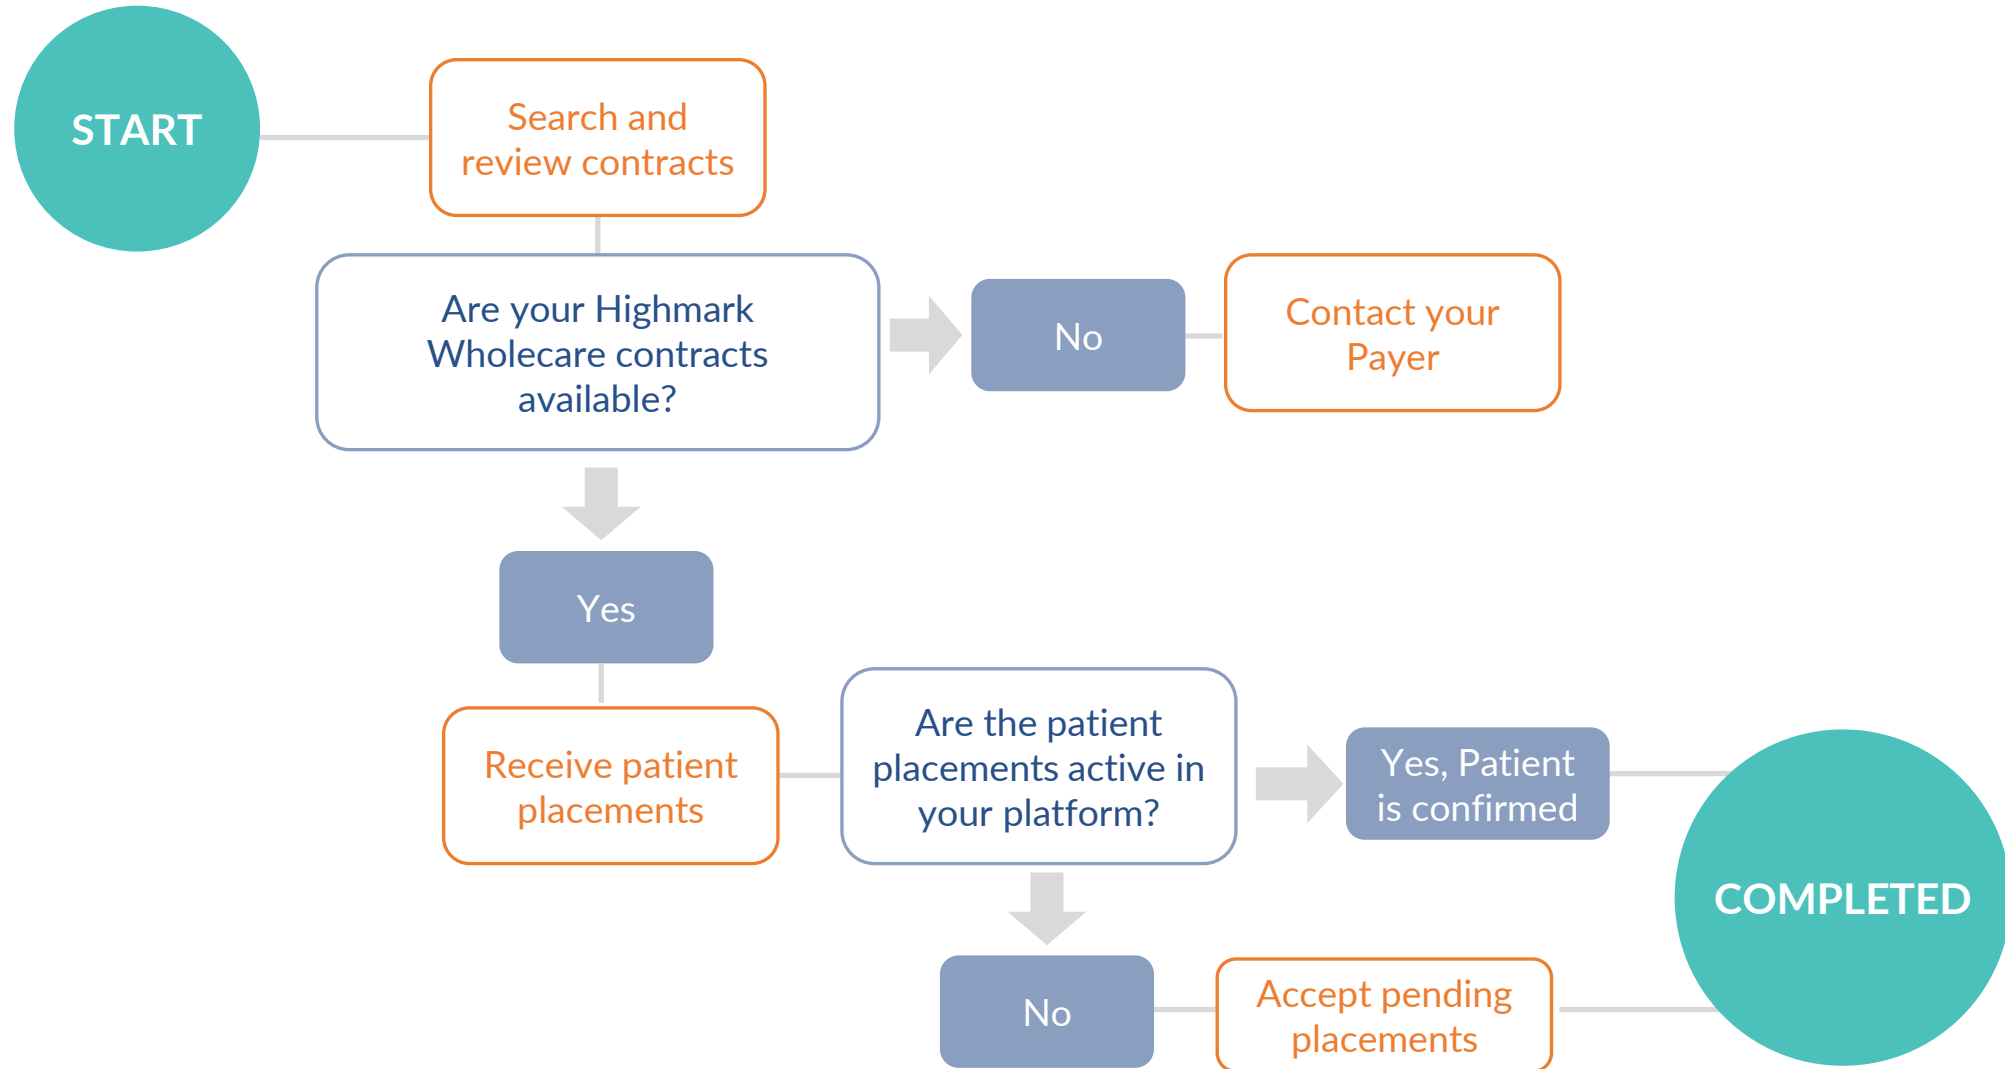 START
Search and
review contracts
Are your Highmark
Wholecare contracts
available?
No
Contact your
Payer
Yes
Receive patient
placements
Are the patient
placements active in
your platform?
Yes, Patient
is confirmed
COMPLETED
No
Accept pending
placements